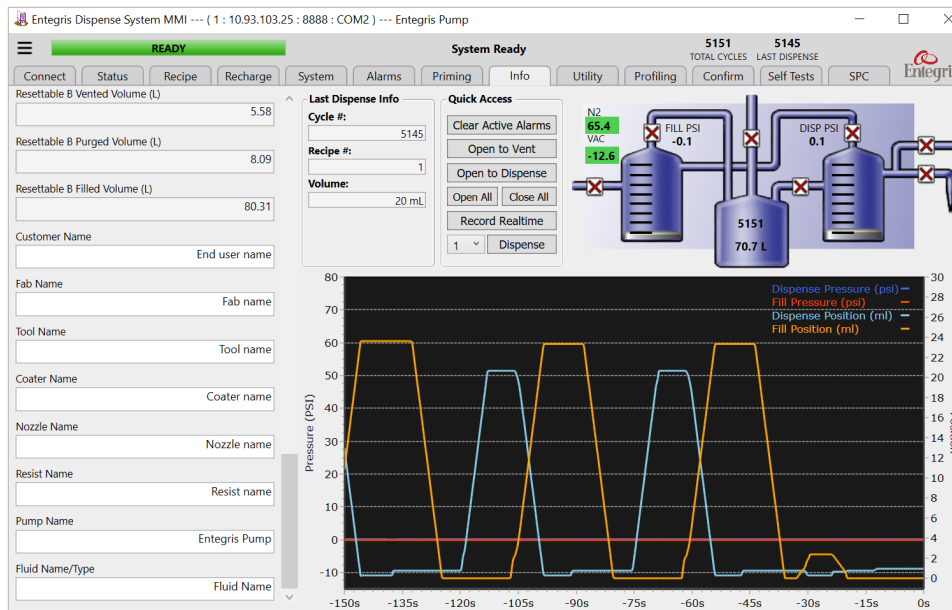 Entegris Dispense System MMI --- ( 1 : 10.93.103.25 : 8888 : COM2 ) --- Entegris Pump
READY
System Ready
5151
TOTAL CYCLES
5145
LAST DISPENSE
Connect Status Recipe Recharge System Alarms Priming Info Utility Profiling Confirm Self Tests SPC
Resettable B Vented Volume (L)
5.58
Resettable B Purged Volume (L)
8.09
Resettable B Filled Volume (L)
80.31
Customer Name
End user name
Fab Name
Fab name
Tool Name
Tool name
Coater Name
Coater name
Nozzle Name
Nozzle name
Resist Name
Resist name
Pump Name
Entegris Pump
Fluid Name/Type
Fluid Name
Last Dispense Info
Cycle #:
5145
Recipe #:
1
Volume:
20 mL
Quick Access
Clear Active Alarms
Open to Vent
Open to Dispense
Open All Close All
Record Realtime
1 Dispense
N2
65.4
VAC
-12.6
FILL PSI
-0.1
DISP PSI
0.1
5151
70.7 L
Dispense Pressure (psi)
Fill Pressure (psi)
Dispense Position (ml)
Fill Position (ml)
Pressure (PSI)
80
70
60
50
40
30
20
10
0
-10
30
28
26
24
22
20
18
16
14
12
10
8
6
4
2
0
-150s -135s -120s -105s -90s -75s -60s -45s -30s -15s 0s